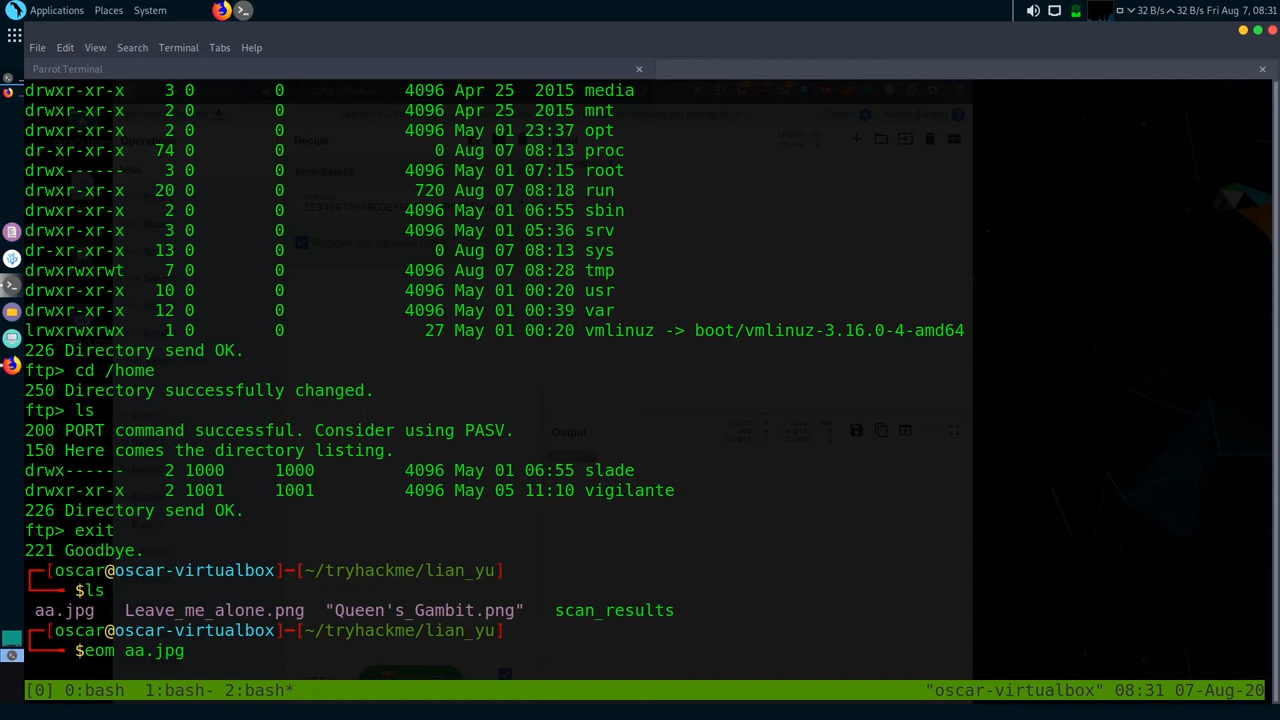 Applications Places System
32 B/s 32 B/s Fri Aug 7, 08:31
File Edit View Search Terminal Tabs Help
Parrot Terminal
drwxr-xr-x 3 0 0 4096 Apr 25 2015 media
drwxr-xr-x 2 0 0 4096 Apr 25 2015 mnt
drwxr-xr-x 2 0 0 4096 May 01 23:37 opt
dr-xr-xr-x 74 0 0 0 Aug 07 08:13 proc
drwx------ 3 0 0 4096 May 01 07:15 root
drwxr-xr-x 20 0 0 720 Aug 07 08:18 run
drwxr-xr-x 2 0 0 4096 May 01 06:55 sbin
drwxr-xr-x 3 0 0 4096 May 01 05:36 srv
dr-xr-xr-x 13 0 0 0 Aug 07 08:13 sys
drwxrwxrwt 7 0 0 4096 Aug 07 08:28 tmp
drwxr-xr-x 10 0 0 4096 May 01 00:20 usr
drwxr-xr-x 12 0 0 4096 May 01 00:39 var
lrwxrwxrwx 1 0 0 27 May 01 00:20 vmlinuz -> boot/vmlinuz-3.16.0-4-amd64
226 Directory send OK.
ftp> cd /home
250 Directory successfully changed.
ftp> ls
200 PORT command successful. Consider using PASV.
150 Here comes the directory listing.
drwx------ 2 1000 1000 4096 May 01 06:55 slade
drwxr-xr-x 2 1001 1001 4096 May 05 11:10 vigilante
226 Directory send OK.
ftp> exit
221 Goodbye.
┌─[oscar@oscar-virtualbox]─[~/tryhackme/lian_yu]
└──╼ $ls
aa.jpg Leave_me_alone.png "Queen's_Gambit.png" scan_results
┌─[oscar@oscar-virtualbox]─[~/tryhackme/lian_yu]
└──╼ $eom aa.jpg
[0] 0:bash 1:bash- 2:bash* "oscar-virtualbox" 08:31 07-Aug-20
Recipe
Output